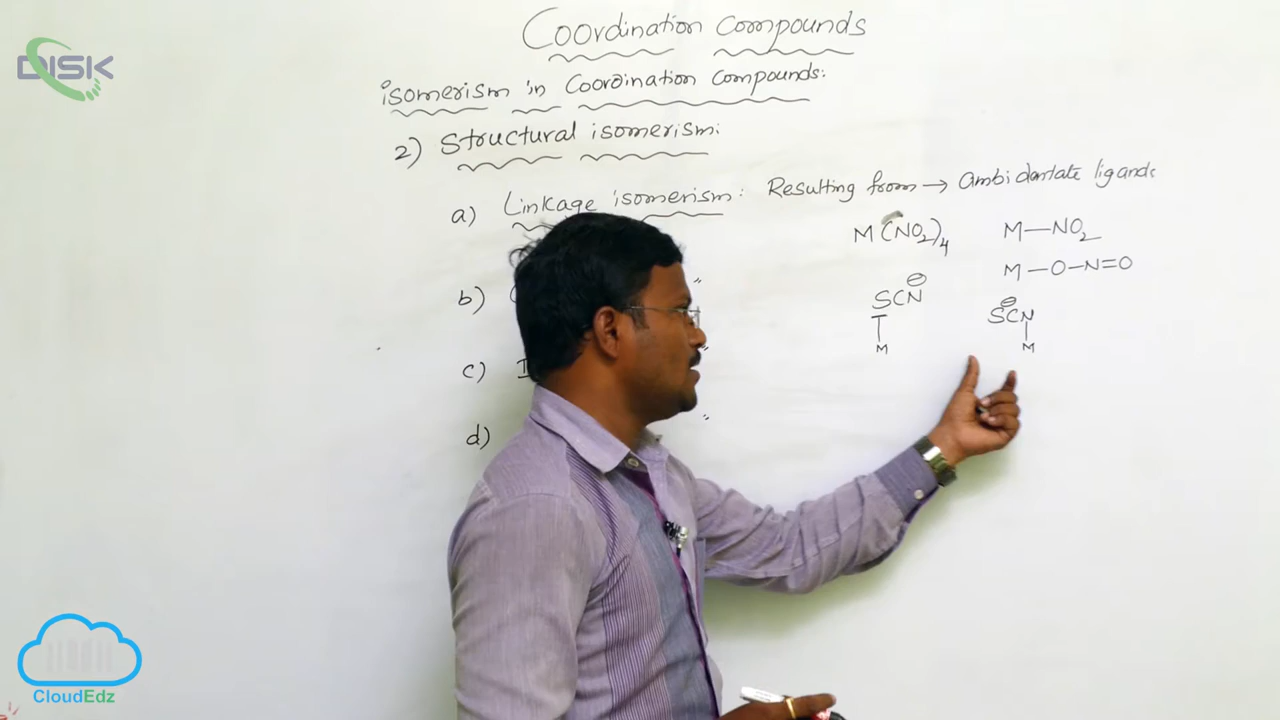 DISK
Coordination Compounds
isomerism in Coordination Compounds:
2) Structural isomerism:
a) Linkage isomerism: Resulting from → Ambidantate ligands
M(NO2)4 M—NO2
M—O—N=O
b)
SCN⊖ SCN⊖
M M
c)
d)
CloudEdz